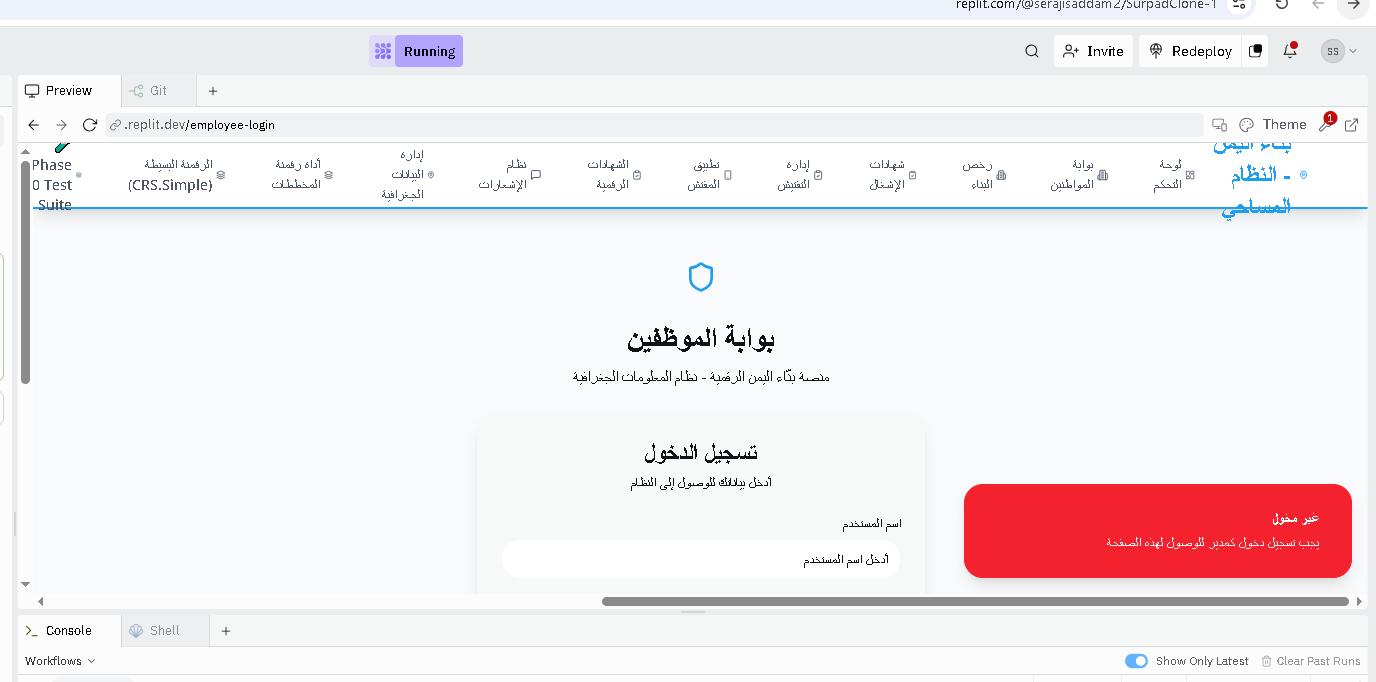 replit.com/@serajisaddam2/SurpadClone-1
Running
Invite
Redeploy
SS
Preview
Git
.replit.dev/employee-login
Theme
1
بناء اليمن
- النظام
المساحي
لوحة
التحكم
بوابة
المواطنين
رخص
البناء
شهادات
الإشغال
إدارة
التفتيش
تطبيق
المفتش
الشهادات
الرقمية
نظام
الإشعارات
إدارة
البيانات
الجغرافية
أداة رقمنة
المخططات
الرقمنة البسيطة
(CRS.Simple)
Phase
0 Test
Suite
بوابة الموظفين
منصة بنّاء اليمن الرقمية - نظام المعلومات الجغرافية
تسجيل الدخول
أدخل بياناتك للوصول إلى النظام
اسم المستخدم
أدخل اسم المستخدم
غير مخول
يجب تسجيل دخول كمدير للوصول لهذه الصفحة
Console
Shell
Workflows
Show Only Latest
Clear Past Runs